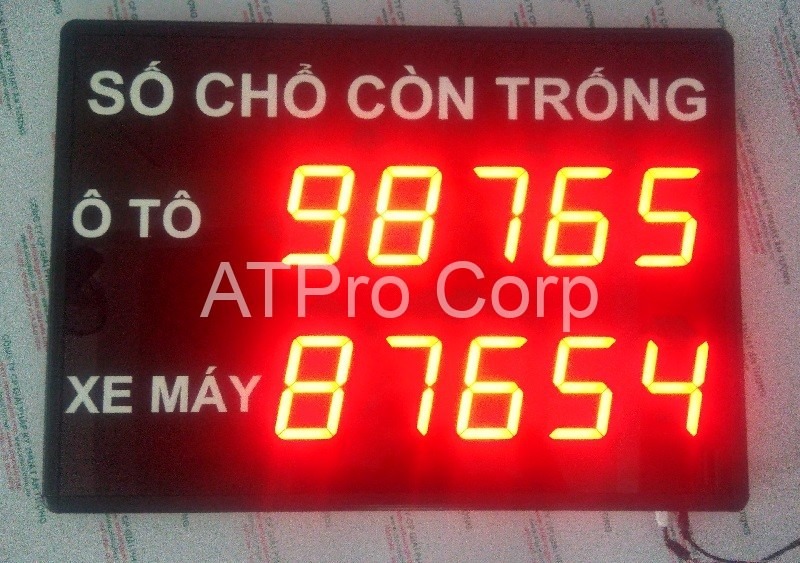 SỐ CHỔ CÒN TRỐNG
Ô TÔ 98765
ATPro Corp
XE MÁY 87654